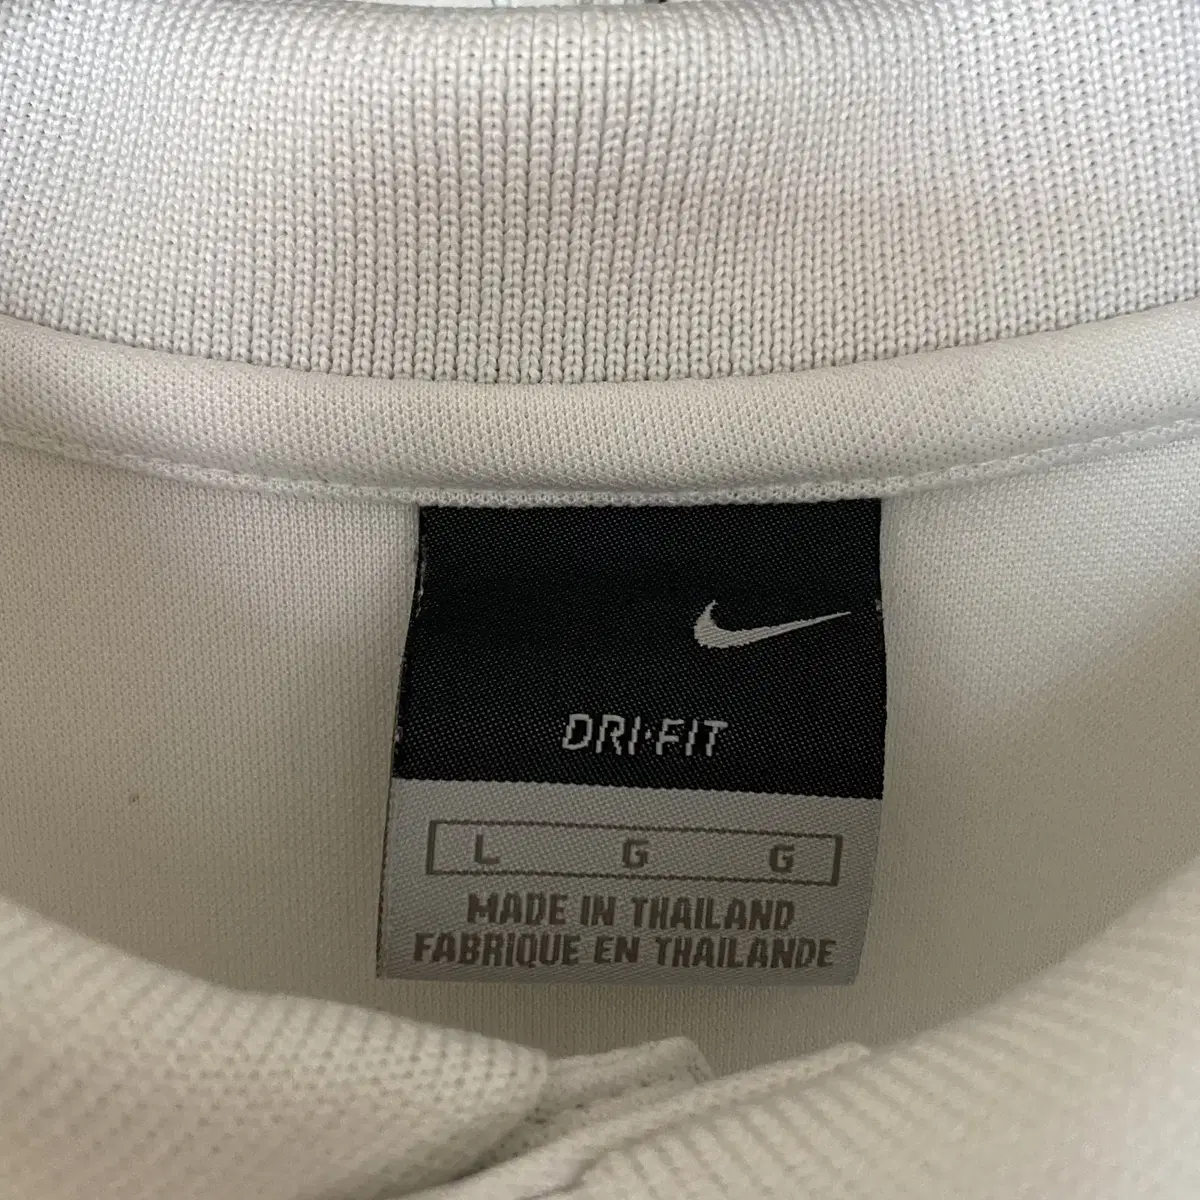 DRI·FIT
L G G
MADE IN THAILAND
FABRIQUE EN THAILANDE